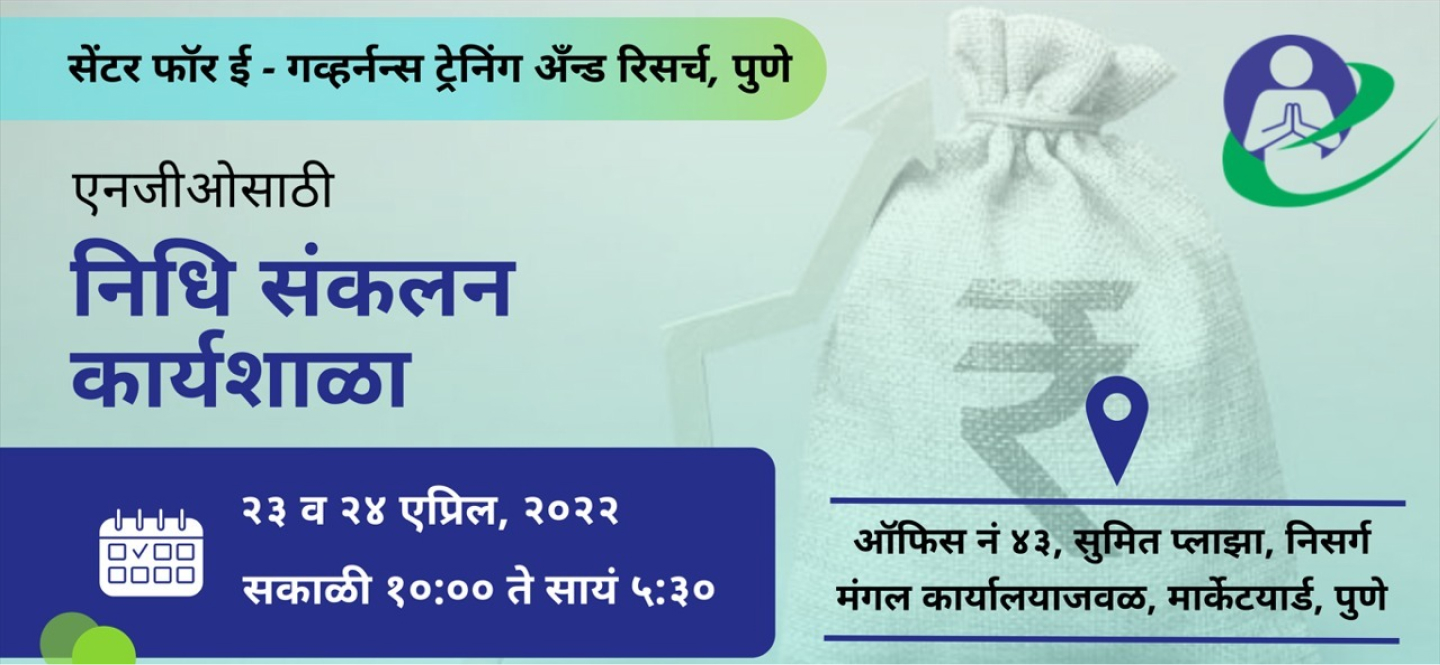 सेंटर फॉर ई - गव्हर्नन्स ट्रेनिंग अँन्ड रिसर्च, पुणे
एनजीओसाठी
निधि संकलन
कार्यशाळा
२३ व २४ एप्रिल, २०२२
सकाळी १०:०० ते सायं ५:३०
ऑफिस नं ४३, सुमित प्लाझा, निसर्ग
मंगल कार्यालयाजवळ, मार्केटयार्ड, पुणे
₹